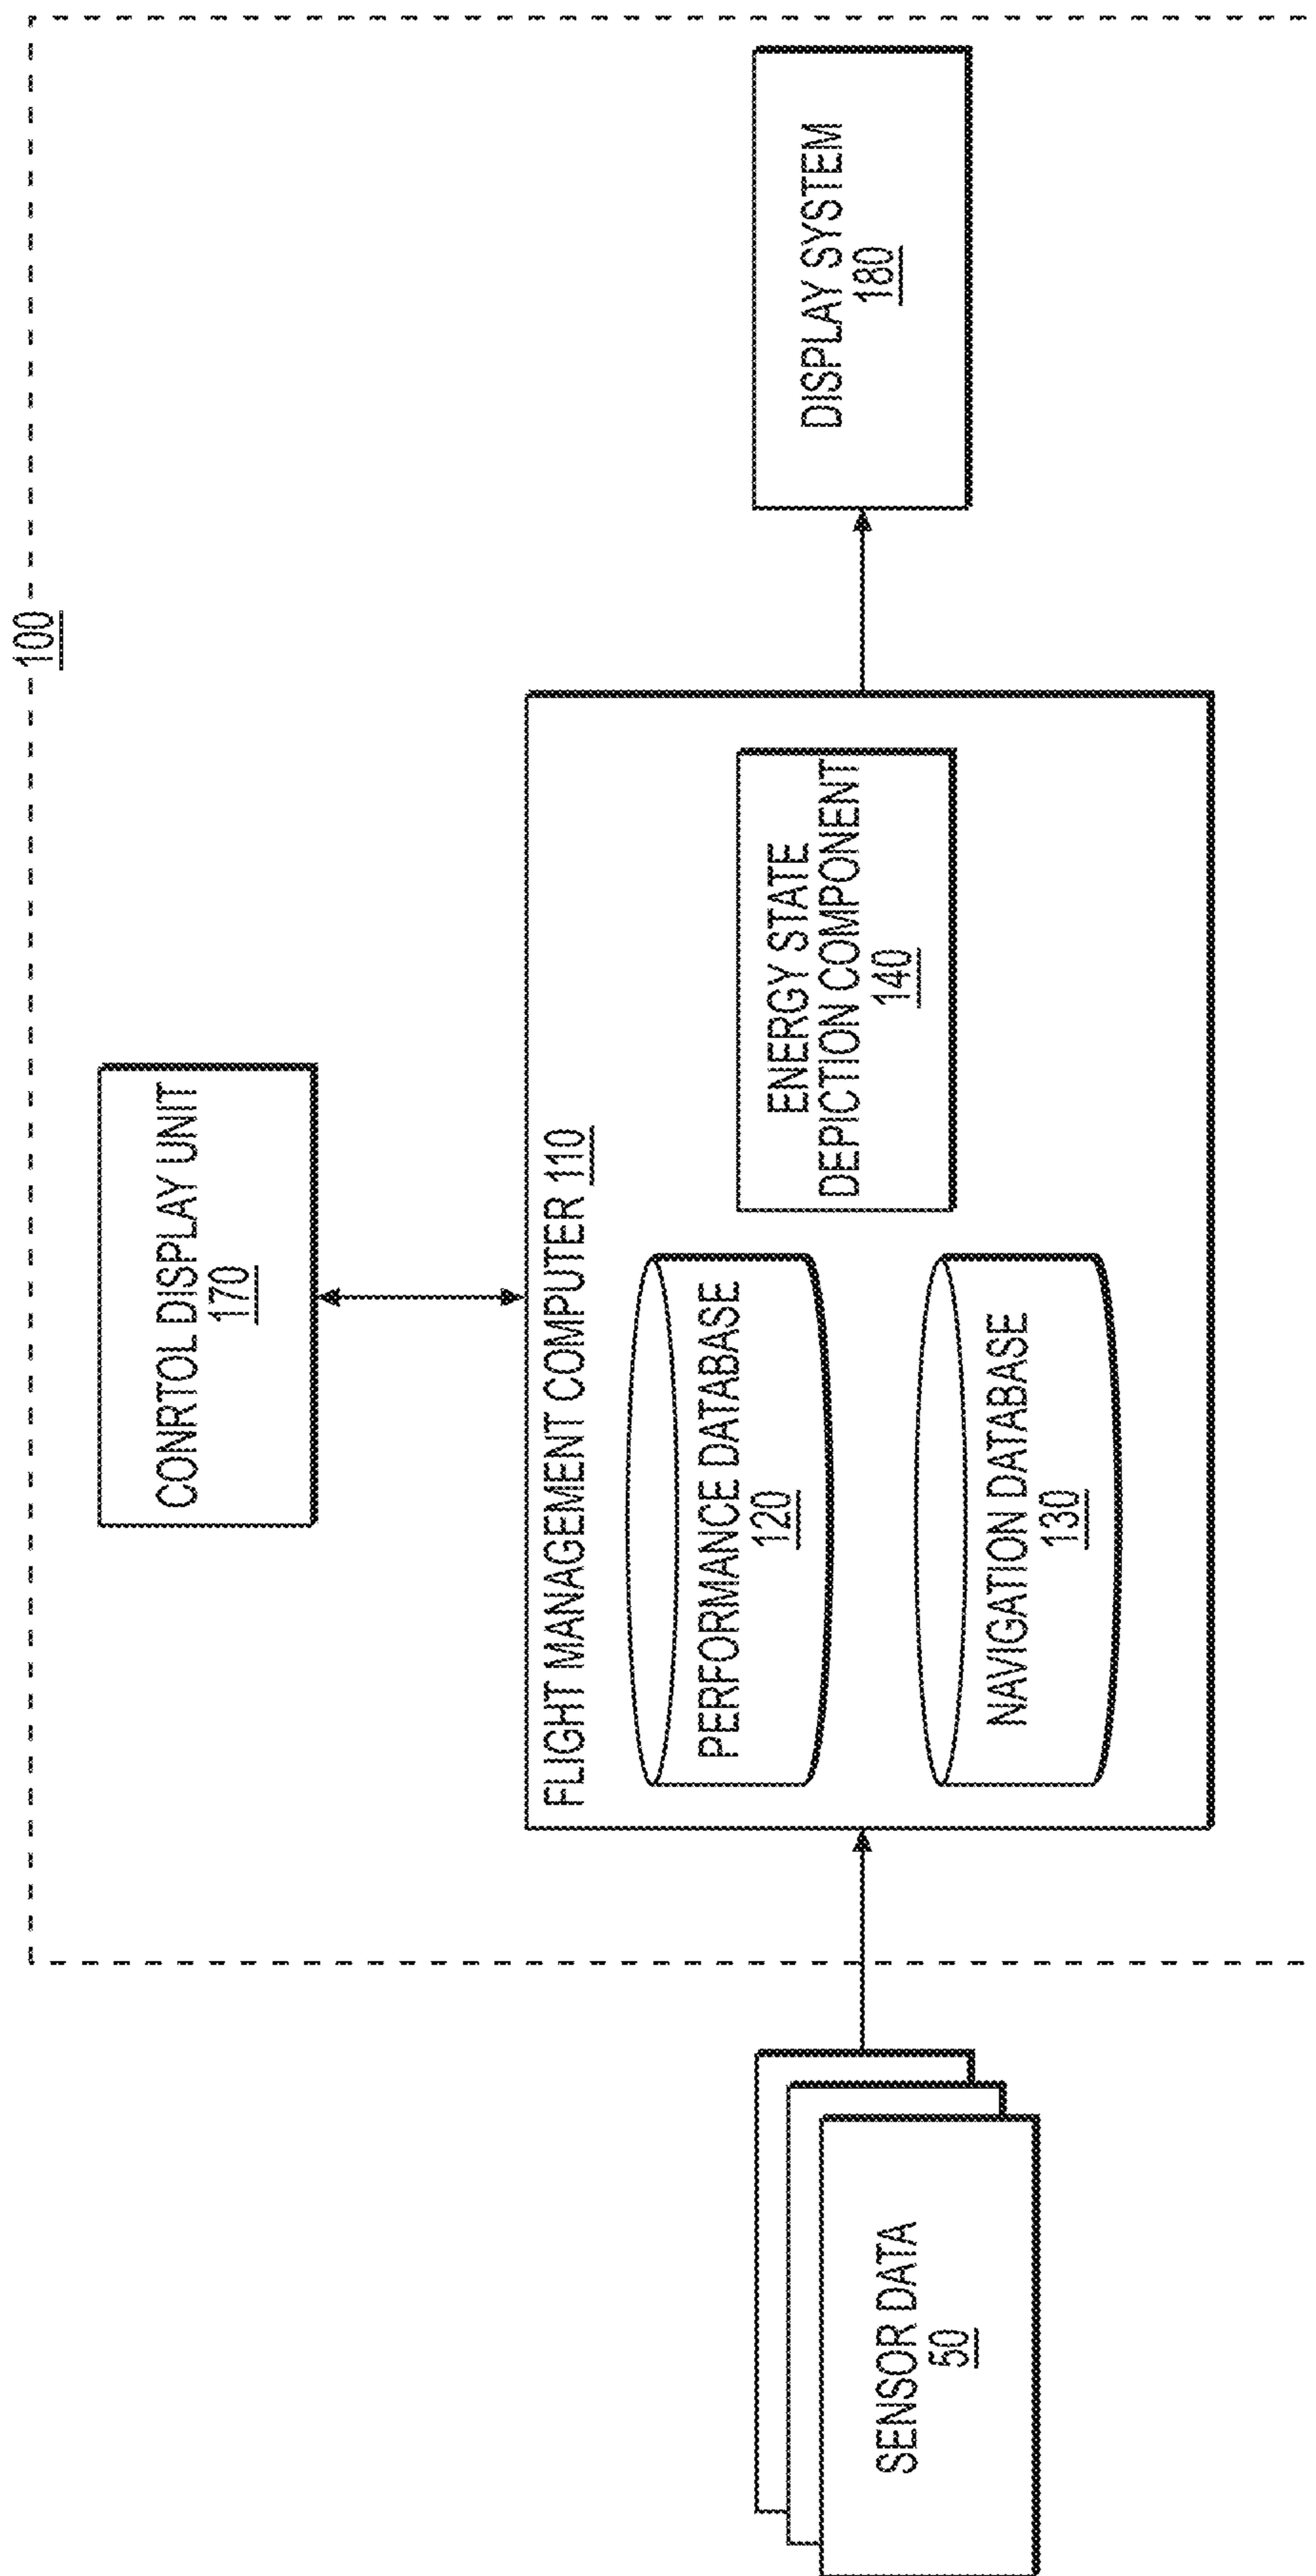 100
CONRTOL DISPLAY UNIT
170
FLIGHT MANAGEMENT COMPUTER 110
PERFORMANCE DATABASE
120
NAVIGATION DATABASE
130
ENERGY STATE
DEPICTION COMPONENT
140
DISPLAY SYSTEM
180
SENSOR DATA
50